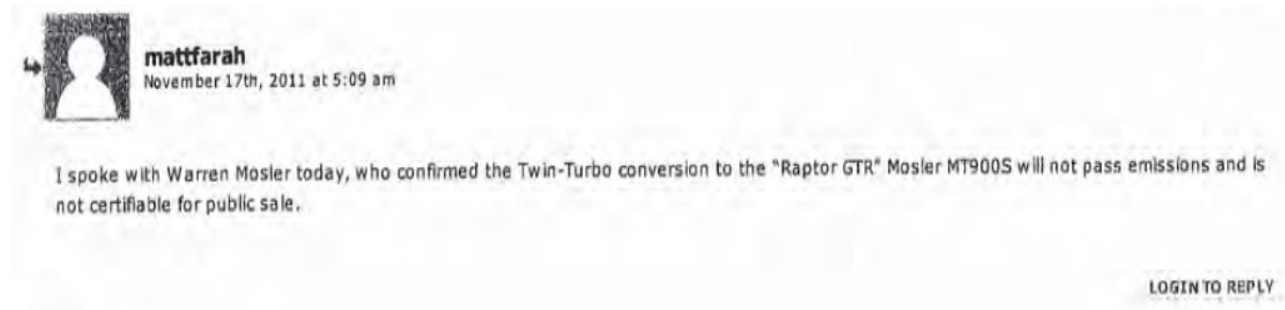 mattfarah
November 17th, 2011 at 5:09 am
I spoke with Warren Mosler today, who confirmed the Twin-Turbo conversion to the "Raptor GTR" Mosler MT900S will not pass emissions and is
not certifiable for public sale.
LOGIN TO REPLY